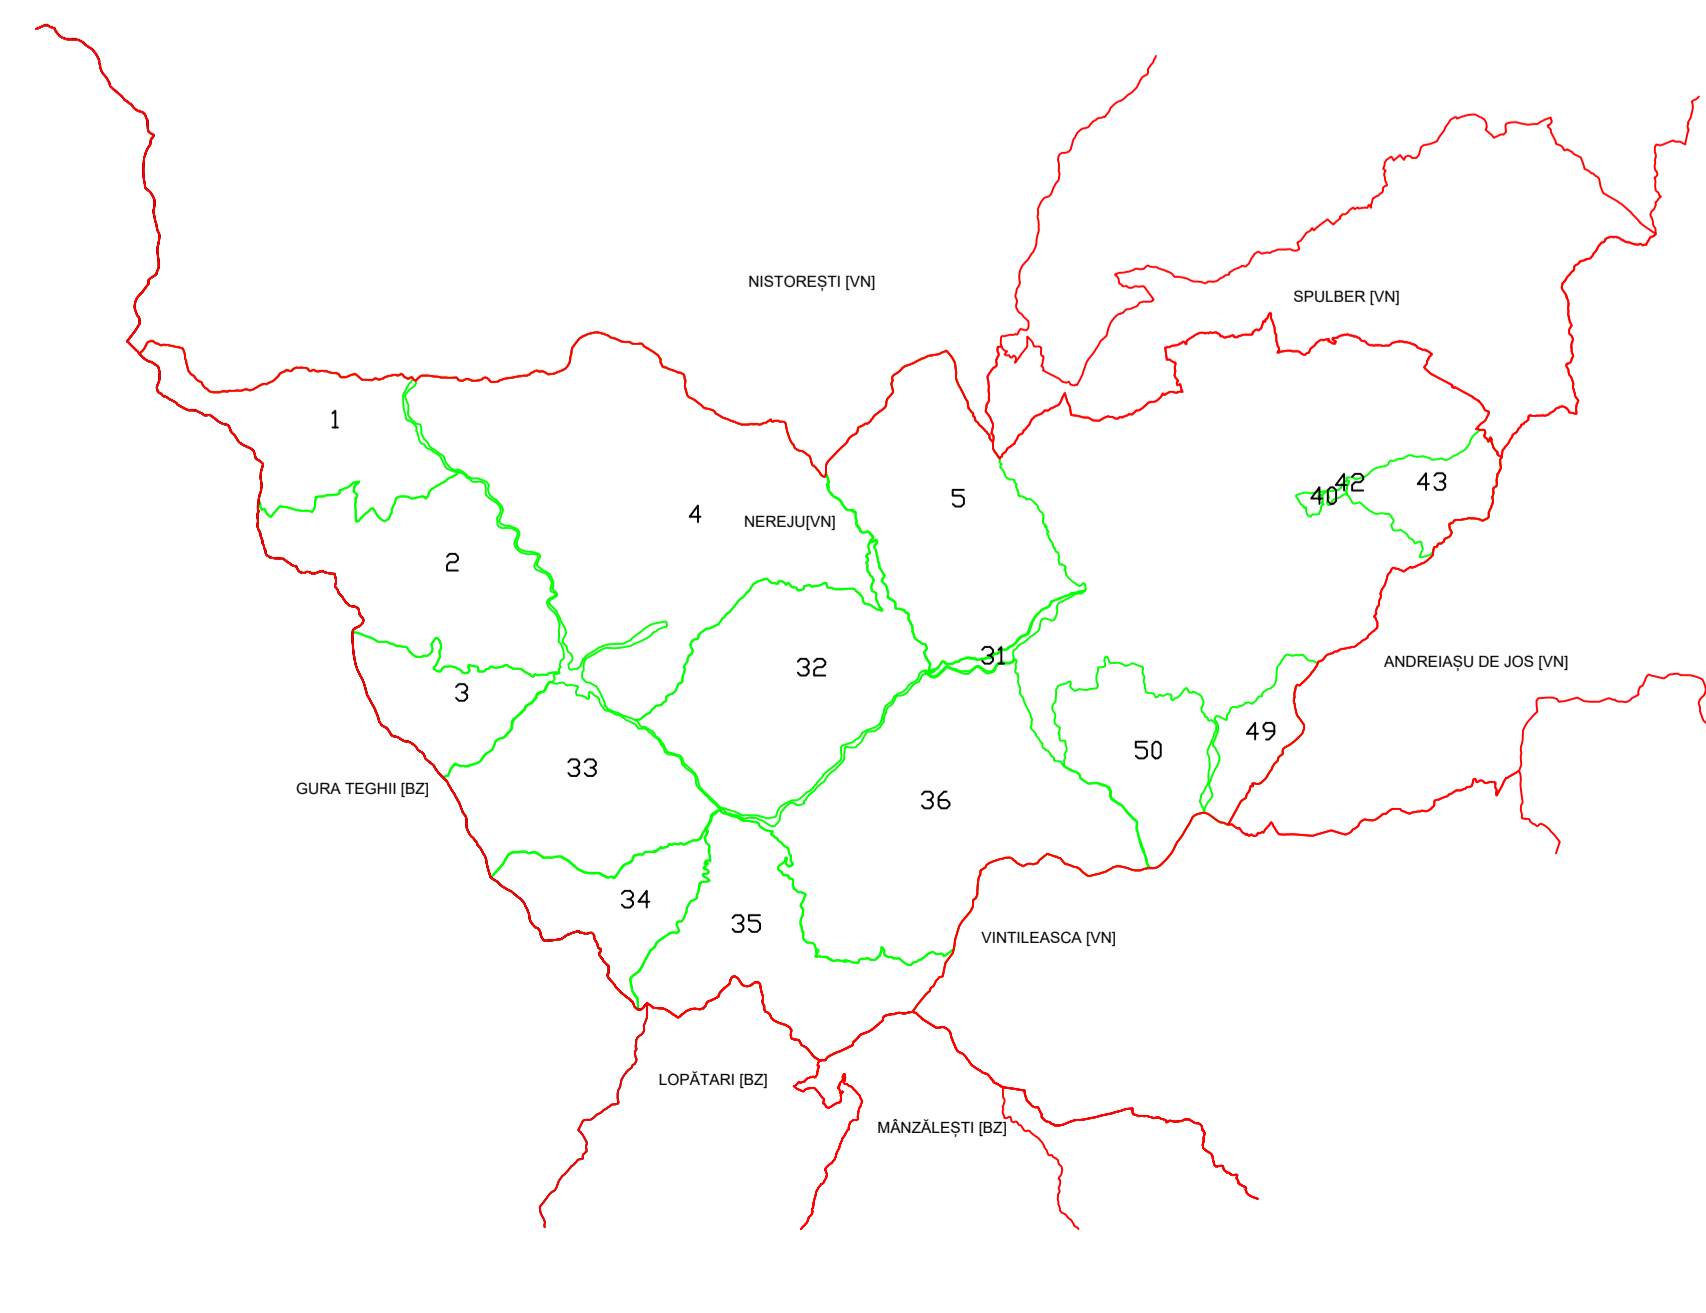 NISTOREȘTI [VN]
SPULBER [VN]
1
43
42
40
5
4
NEREJU[VN]
2
31
ANDREIAȘU DE JOS [VN]
32
3
49
50
33
GURA TEGHII [BZ]
36
34
35
VINTILEASCA [VN]
LOPĂTARI [BZ]
MÂNZĂLEȘTI [BZ]